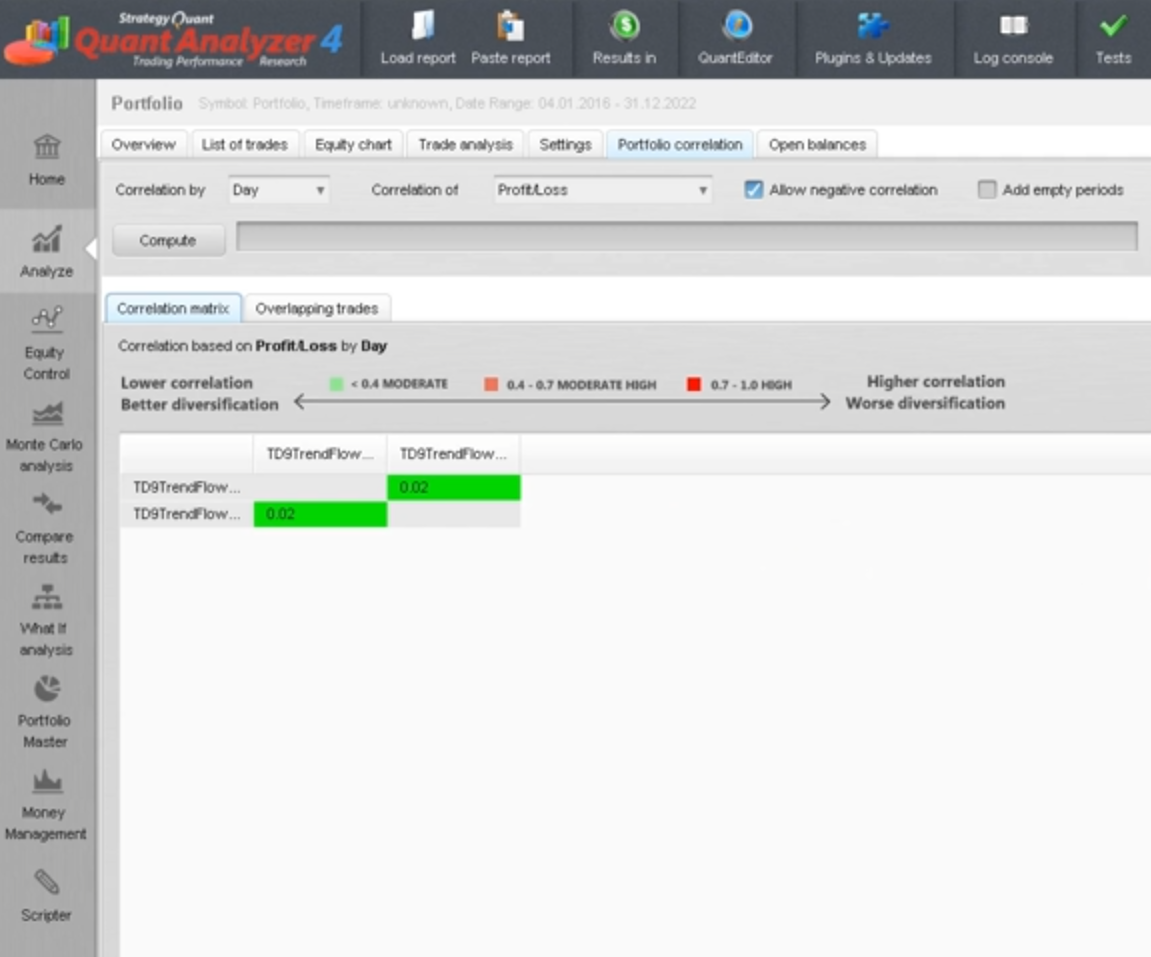 Strategy Quant
Quant Analyzer 4
Trading Performance Research
Load report Paste report Results in QuantEditor Plugins & Updates Log console Tests
Portfolio Symbol: Portfolio, Timeframe: unknown, Date Range: 04.01.2016 - 31.12.2022
Overview List of trades Equity chart Trade analysis Settings Portfolio correlation Open balances
Home
Correlation by Day Correlation of Profit/Loss Allow negative correlation Add empty periods
Compute
Analyze
Correlation matrix Overlapping trades
Equity
Control
Correlation based on Profit/Loss by Day
Lower correlation < 0.4 MODERATE 0.4 - 0.7 MODERATE HIGH 0.7 - 1.0 HIGH Higher correlation
Better diversification Worse diversification
Monte Carlo
analysis
TD9TrendFlow... TD9TrendFlow...
TD9TrendFlow... 0.02
TD9TrendFlow... 0.02
Compare
results
What If
analysis
Portfolio
Master
Money
Management
Scripter